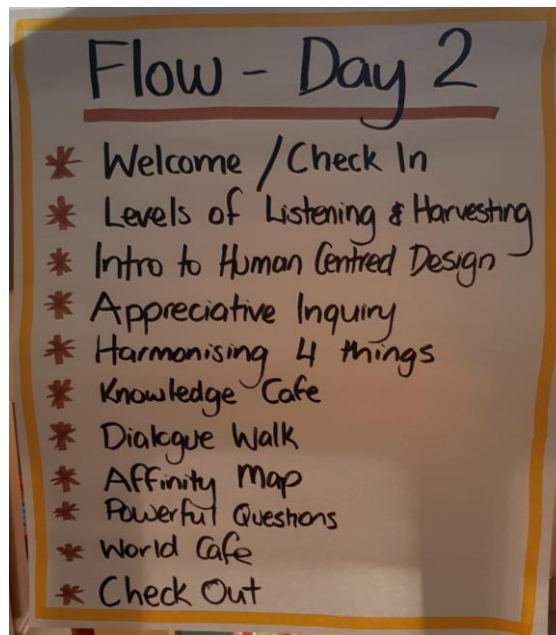 Flow - Day 2
* Welcome / Check In
* Levels of Listening & Harvesting
* Intro to Human Centred Design
* Appreciative Inquiry
* Harmonising 4 things
* Knowledge Cafe
* Dialogue Walk
* Affinity Map
* Powerful Questions
* World Cafe
* Check Out